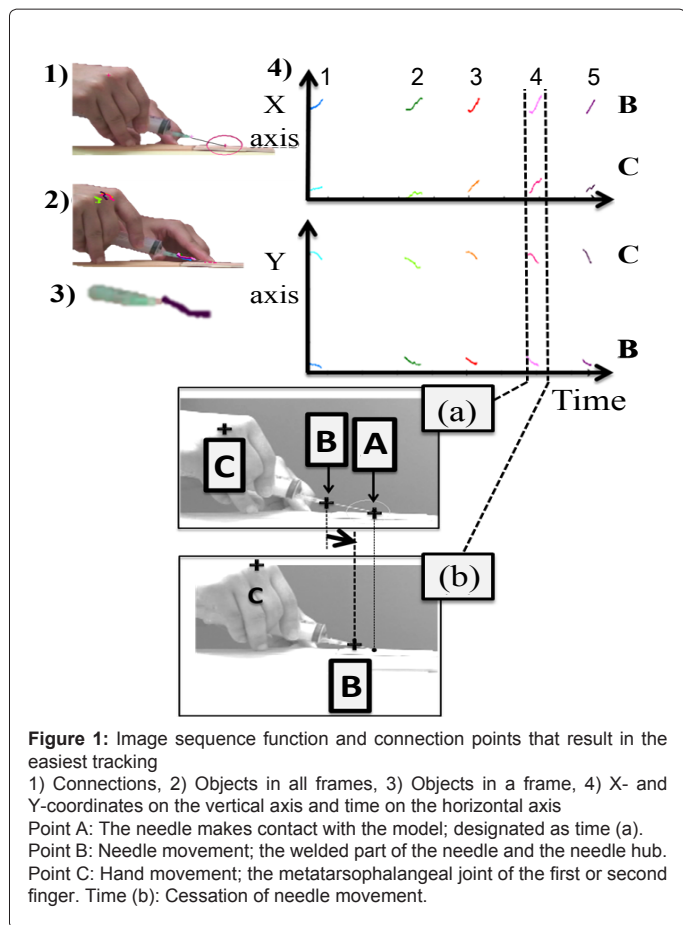 1)
4)
1 2 3 4 5
X
axis
B
C
2)
3)
Y
axis
C
B
Time
(a)
C
B
A
(b)
C
B
Figure 1: Image sequence function and connection points that result in the
easiest tracking
1) Connections, 2) Objects in all frames, 3) Objects in a frame, 4) X- and
Y-coordinates on the vertical axis and time on the horizontal axis
Point A: The needle makes contact with the model; designated as time (a).
Point B: Needle movement; the welded part of the needle and the needle hub.
Point C: Hand movement; the metatarsophalangeal joint of the first or second
finger. Time (b): Cessation of needle movement.